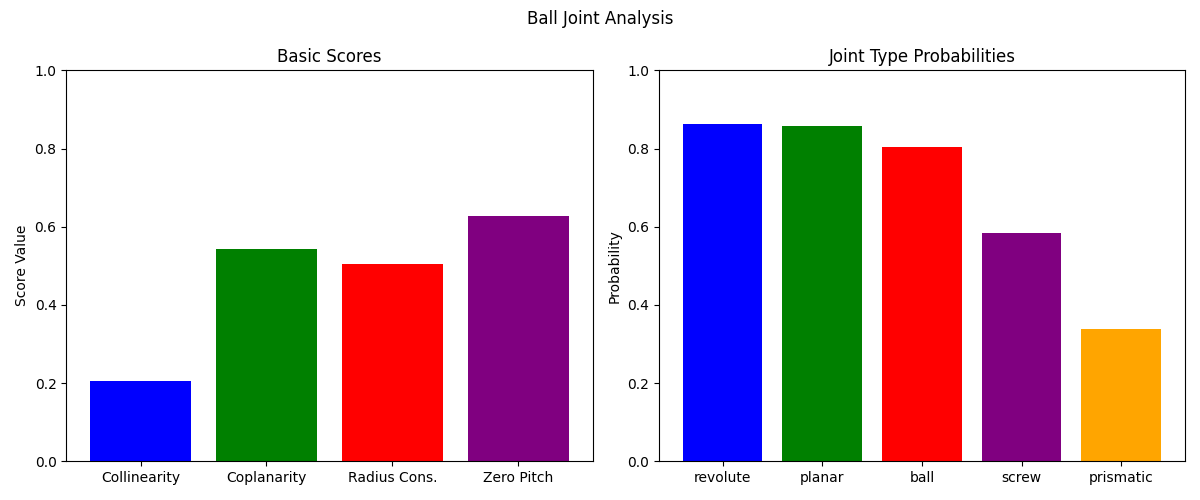 Ball Joint Analysis
Basic Scores
Score Value
1.0
0.8
0.6
0.4
0.2
0.0
Collinearity Coplanarity Radius Cons. Zero Pitch
Joint Type Probabilities
Probability
1.0
0.8
0.6
0.4
0.2
0.0
revolute planar ball screw prismatic